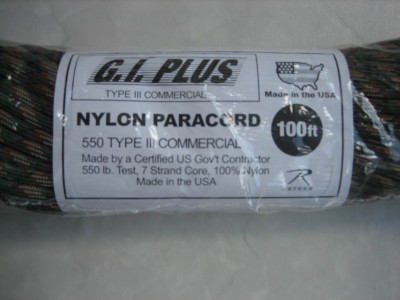 G.I. PLUS
TYPE III COMMERCIAL
Made in the USA
NYLON PARACORD
100ft
550 TYPE III COMMERCIAL
Made by a Certified US Gov't Contractor
550 lb. Test, 7 Strand Core, 100% Nylon
Made in the USA
R
ROTHCO